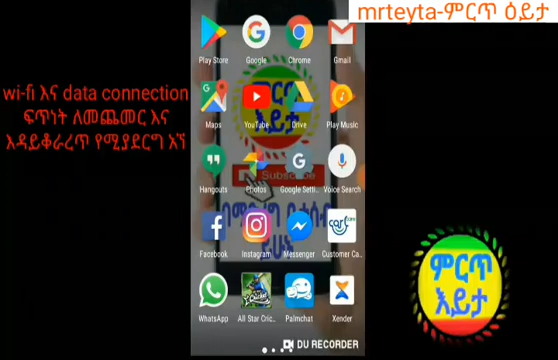 mrteyta-ምርጥ ዕይታ
wi-fi እና data connection
ፍጥነት ለመጨመር እና
እዳይቆራረጥ የሚያደርግ አኘ
Play Store
Google
Chrome
Gmail
Maps
YouTube
Drive
Play Music
Hangouts
Photos
Google Setti..
Voice Search
Subscribe
Facebook
Instagram
Messenger
Customer Ca..
WhatsApp
All Star Cric..
Palmchat
Xender
DU RECORDER
ምርጥ
እይታ